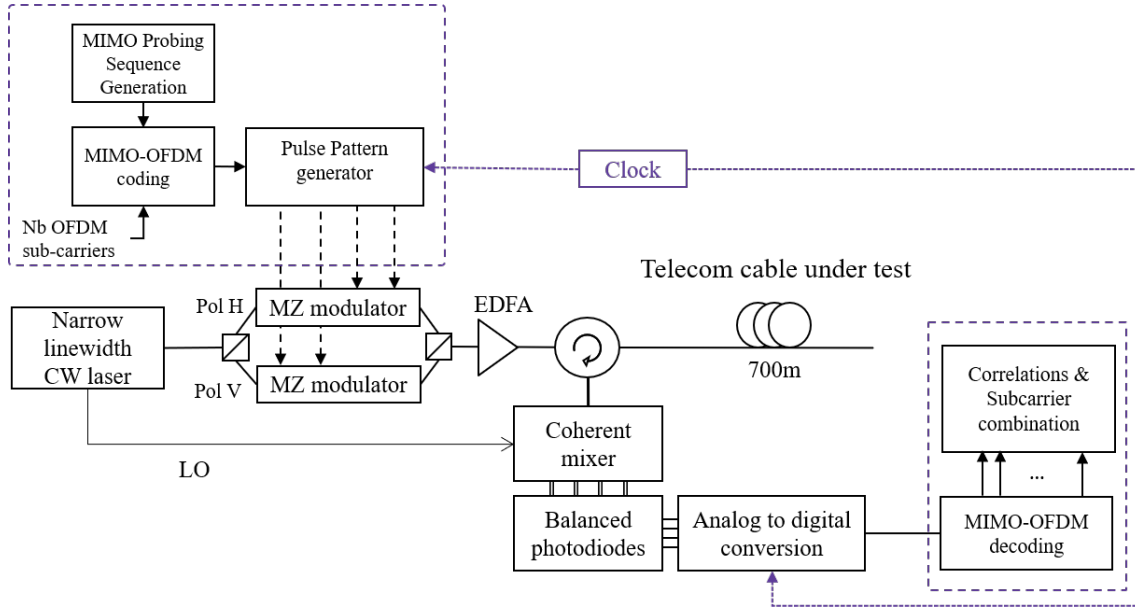 MIMO Probing
Sequence
Generation
MIMO-OFDM
coding
Pulse Pattern
generator
Nb OFDM
sub-carriers
Clock
Telecom cable under test
700m
Narrow
linewidth
CW laser
Pol H
Pol V
MZ modulator
MZ modulator
EDFA
LO
Coherent
mixer
Balanced
photodiodes
Analog to digital
conversion
Correlations &
Subcarrier
combination
...
MIMO-OFDM
decoding